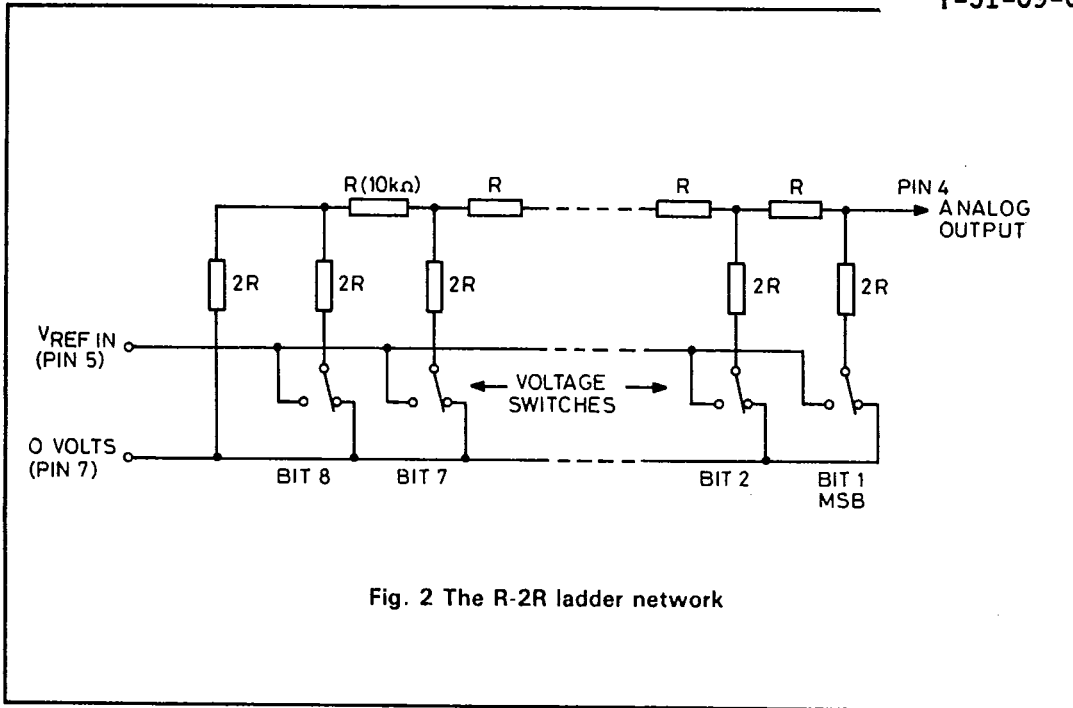 R(10kΩ) R R R PIN 4
ANALOG
OUTPUT
2R 2R 2R 2R 2R
VREF IN
(PIN 5)
← VOLTAGE →
SWITCHES
0 VOLTS
(PIN 7)
BIT 8 BIT 7 BIT 2 BIT 1
MSB
Fig. 2 The R-2R ladder network